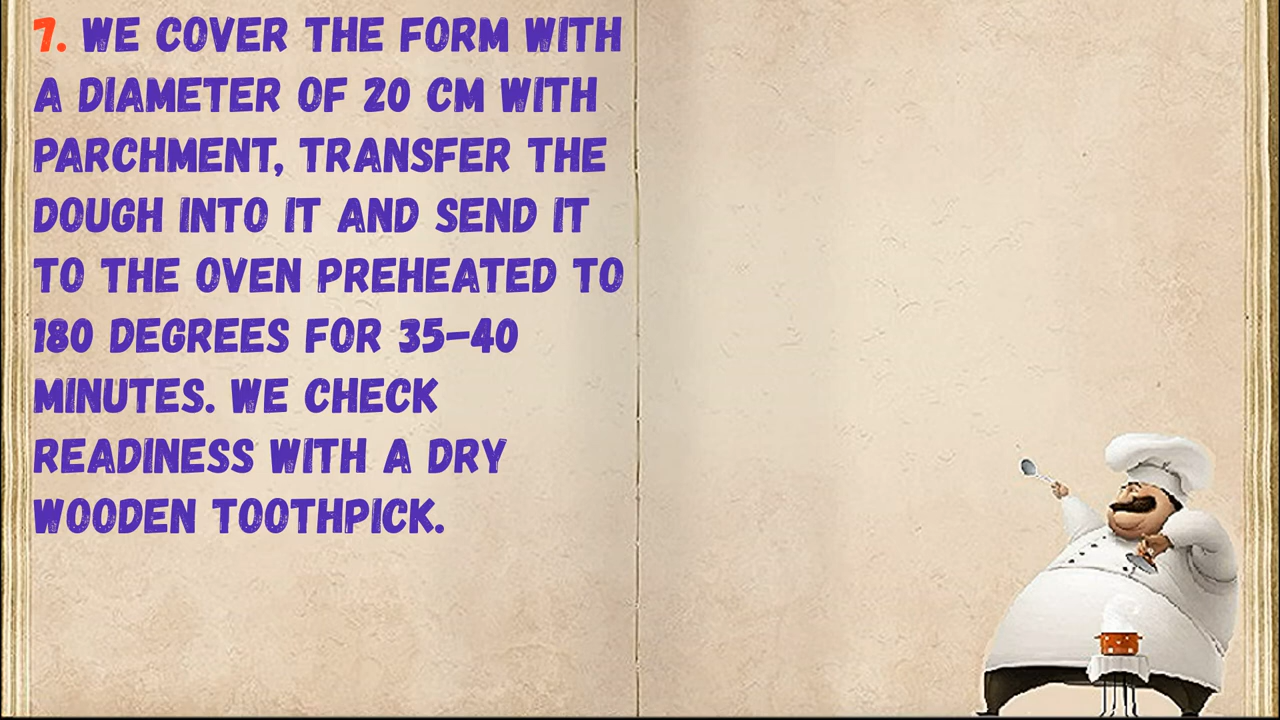 7. WE COVER THE FORM WITH
A DIAMETER OF 20 CM WITH
PARCHMENT, TRANSFER THE
DOUGH INTO IT AND SEND IT
TO THE OVEN PREHEATED TO
180 DEGREES FOR 35-40
MINUTES. WE CHECK
READINESS WITH A DRY
WOODEN TOOTHPICK.